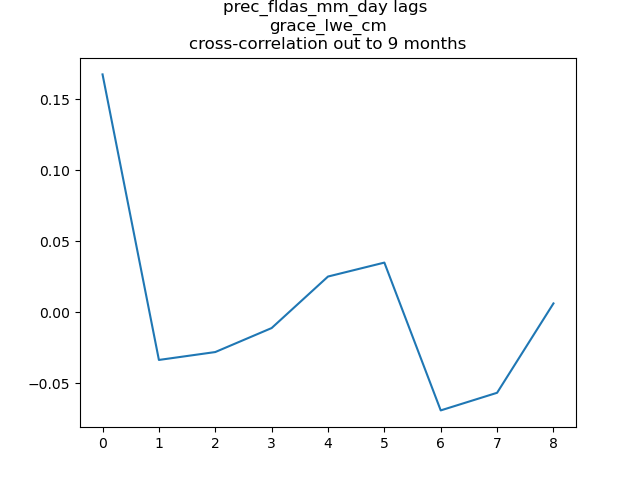 prec_fldas_mm_day lags
grace_lwe_cm
cross-correlation out to 9 months
0.15
0.10
0.05
0.00
−0.05
0 1 2 3 4 5 6 7 8